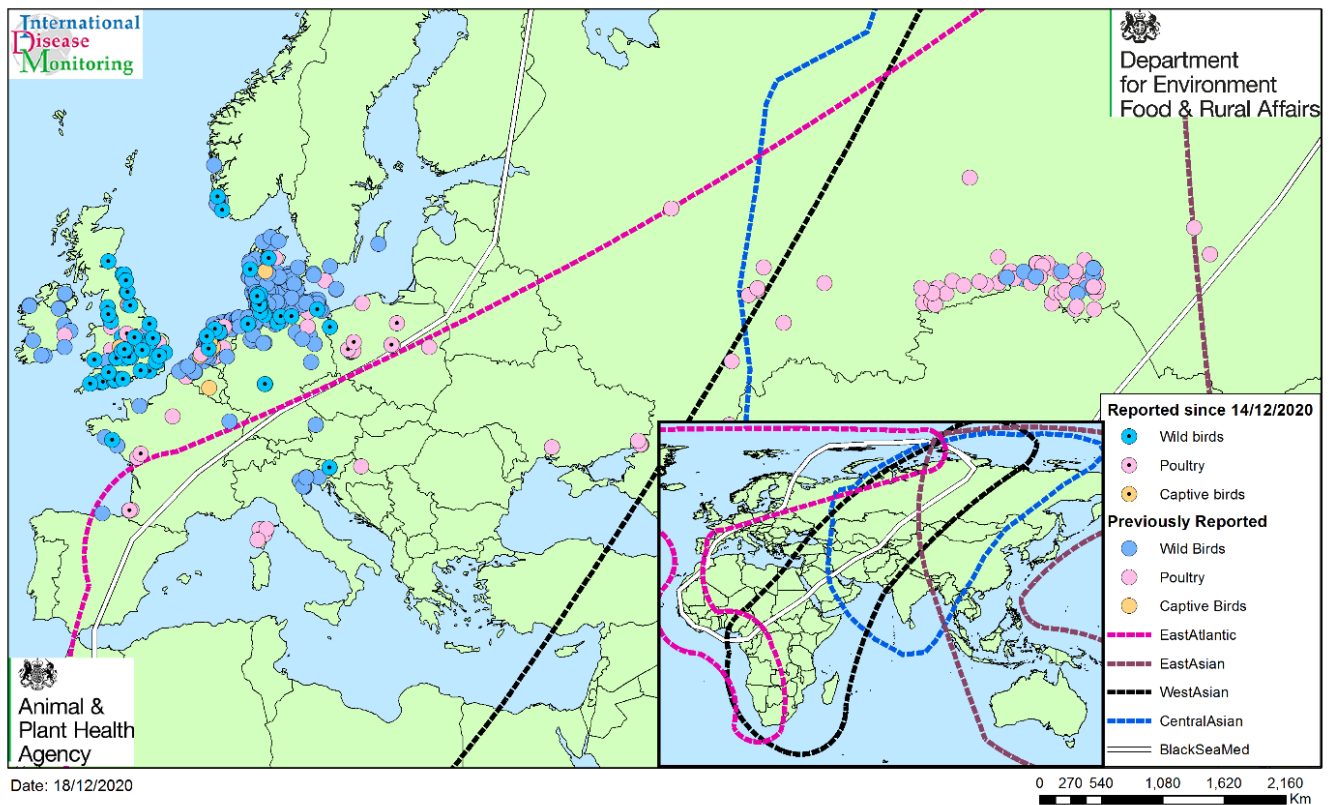 International
Disease
Monitoring
Department
for Environment
Food & Rural Affairs
Reported since 14/12/2020
Wild birds
Poultry
Captive birds
Previously Reported
Wild Birds
Poultry
Captive Birds
EastAtlantic
EastAsian
WestAsian
CentralAsian
BlackSeaMed
Animal &
Plant Health
Agency
Date: 18/12/2020
0 270 540 1,080 1,620 2,160
Km